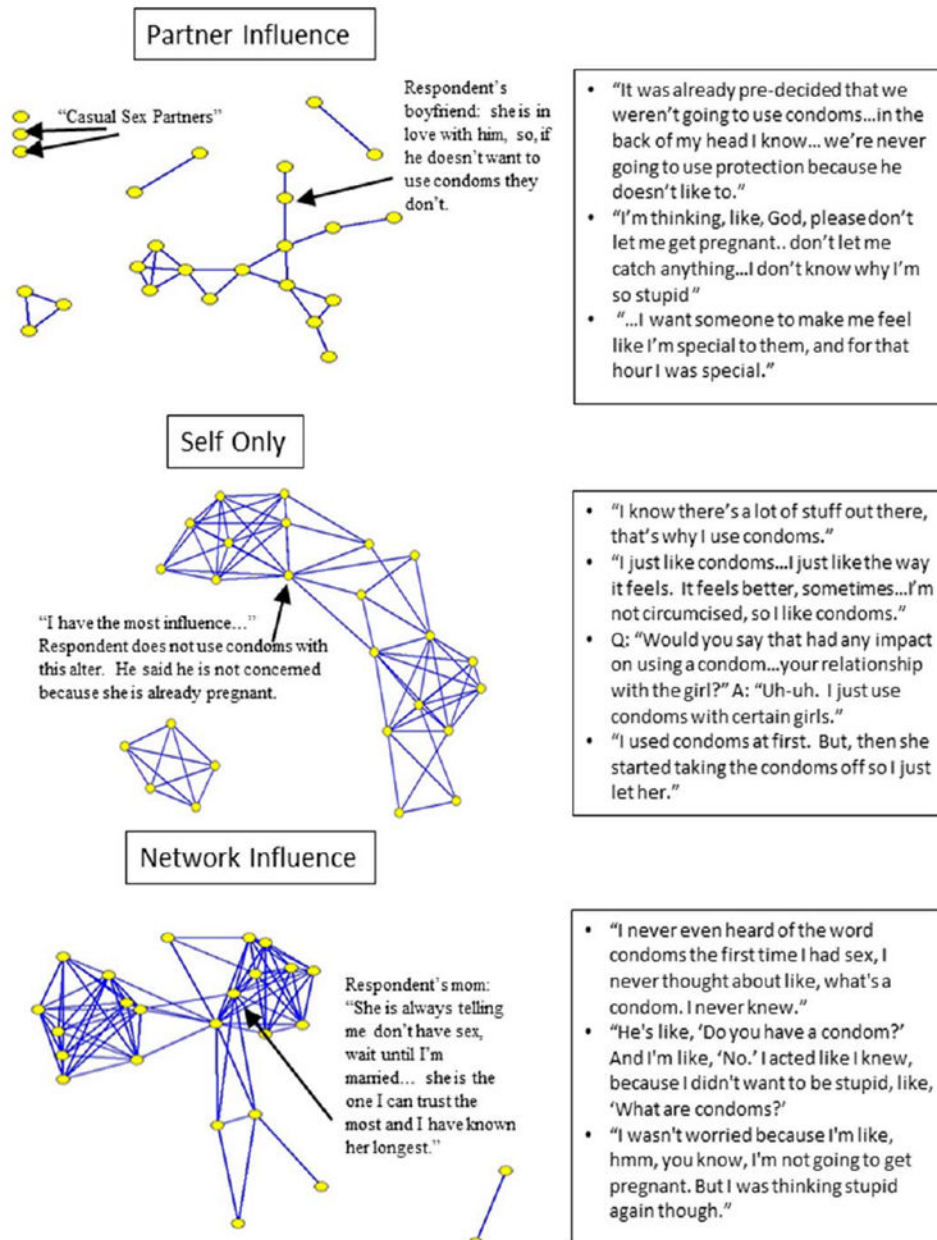 Partner Influence
“Casual Sex Partners”
Respondent’s
boyfriend: she is in
love with him, so, if
he doesn’t want to
use condoms they
don’t.
• “It was already pre-decided that we
weren’t going to use condoms...in the
back of my head I know... we’re never
going to use protection because he
doesn’t like to.”
• “I’m thinking, like, God, please don’t
let me get pregnant.. don’t let me
catch anything...I don’t know why I’m
so stupid”
• “...I want someone to make me feel
like I’m special to them, and for that
hour I was special.”
Self Only
“I have the most influence...”
Respondent does not use condoms with
this alter. He said he is not concerned
because she is already pregnant.
• “I know there’s a lot of stuff out there,
that’s why I use condoms.”
• “I just like condoms...I just like the way
it feels. It feels better, sometimes...I’m
not circumcised, so I like condoms.”
• Q: “Would you say that had any impact
on using a condom...your relationship
with the girl?” A: “Uh-uh. I just use
condoms with certain girls.”
• “I used condoms at first. But, then she
started taking the condoms off so I just
let her.”
Network Influence
Respondent’s mom:
“She is always telling
me don’t have sex,
wait until I’m
married... she is the
one I can trust the
most and I have known
her longest.”
• “I never even heard of the word
condoms the first time I had sex, I
never thought about like, what's a
condom. I never knew.”
• “He's like, ‘Do you have a condom?’
And I'm like, ‘No.’ I acted like I knew,
because I didn't want to be stupid, like,
‘What are condoms?’
• “I wasn't worried because I'm like,
hmm, you know, I'm not going to get
pregnant. But I was thinking stupid
again though.”